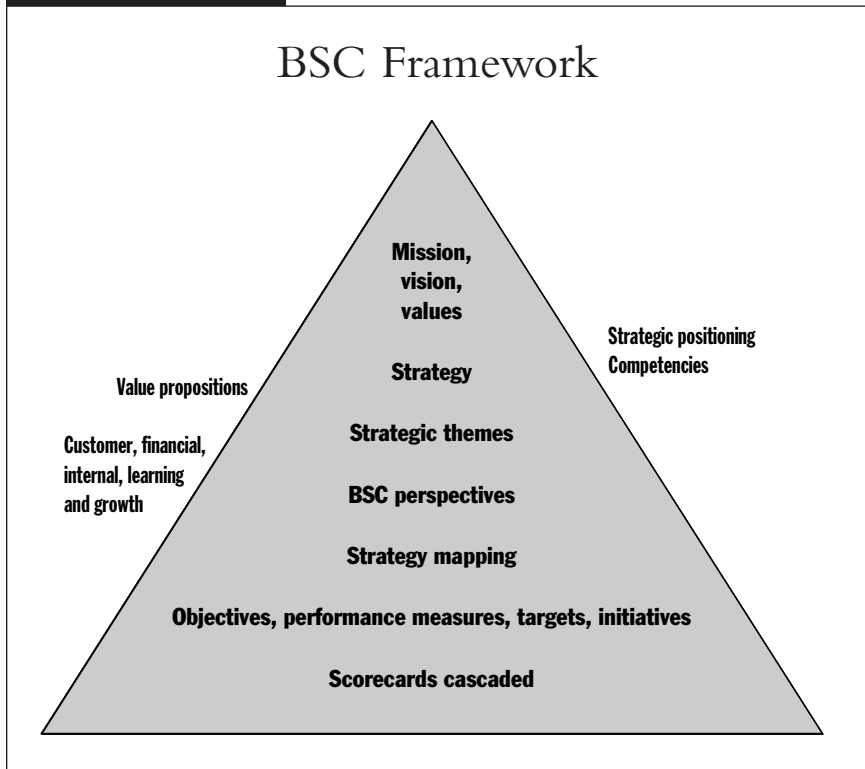 BSC Framework
Mission,
vision,
values
Strategic positioning
Competencies
Strategy
Value propositions
Strategic themes
Customer, financial,
internal, learning
and growth
BSC perspectives
Strategy mapping
Objectives, performance measures, targets, initiatives
Scorecards cascaded